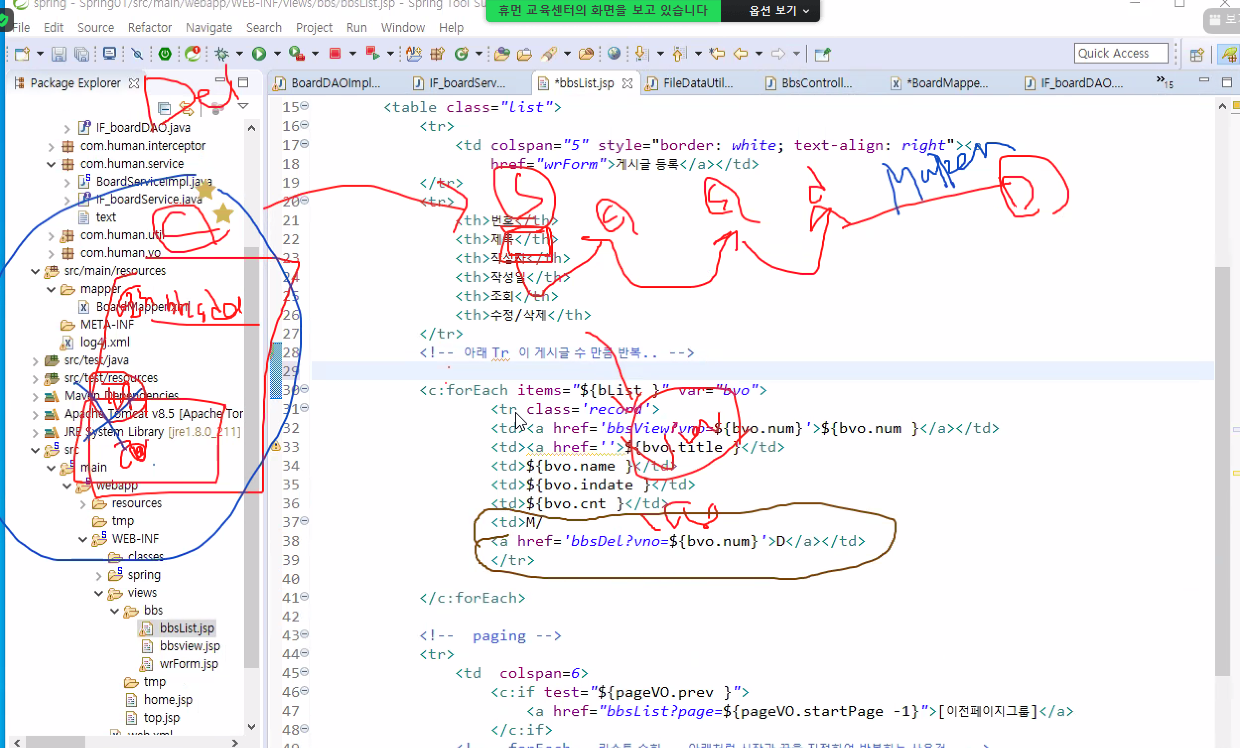 spring - Spring01/src/main/webapp/WEB-INF/views/bbs/bbsList.jsp - Spring Tool Su
휴먼 교육센터의 화면을 보고 있습니다
옵션 보기
File Edit Source Refactor Navigate Search Project Run Window Help
Quick Access
Package Explorer
BoardDAOImpl... IF_boardServ... *bbsList.jsp FileDataUtil... BbsControll... *BoardMappe... IF_boardDAO.... 15
IF_boardDAO.java
com.human.interceptor
com.human.service
BoardServiceImpl.java
IF_boardService.java
text
com.human.util
com.human.vo
src/main/resources
mapper
BoardMapper.xml
META-INF
log4j.xml
src/test/java
src/test/resources
Maven Dependencies
Apache Tomcat v8.5 [Apache Tor
JRE System Library [jre1.8.0_211]
src
main
webapp
resources
tmp
WEB-INF
classes
spring
views
bbs
bbsList.jsp
bbsview.jsp
wrForm.jsp
tmp
home.jsp
top.jsp
web.xml
15 <table class="list">
16 <tr>
17 <td colspan="5" style="border: white; text-align: right"><a
18 href="wrForm">게시글 등록</a></td>
19 </tr>
20 <tr>
21 <th>번호</th>
22 <th>제목</th>
23 <th>작성자</th>
24 <th>작성일</th>
25 <th>조회</th>
26 <th>수정/삭제</th>
27 </tr>
28 <!-- 아래 Tr 이 게시글 수 만큼 반복.. -->
29
30 <c:forEach items="${bList }" var="bvo">
31 <tr class='record'>
32 <td><a href='bbsView?vno=${bvo.num}'>${bvo.num }</a></td>
33 <td><a href=''>${bvo.title }</td>
34 <td>${bvo.name }</td>
35 <td>${bvo.indate }</td>
36 <td>${bvo.cnt }</td>
37 <td>M/
38 <a href='bbsDel?vno=${bvo.num}'>D</a></td>
39 </tr>
40
41 </c:forEach>
42
43 <!-- paging -->
44 <tr>
45 <td colspan=6>
46 <c:if test="${pageVO.prev }">
47 <a href="bbsList?page=${pageVO.startPage -1}">[이전페이지그룹]</a>
48 </c:if>